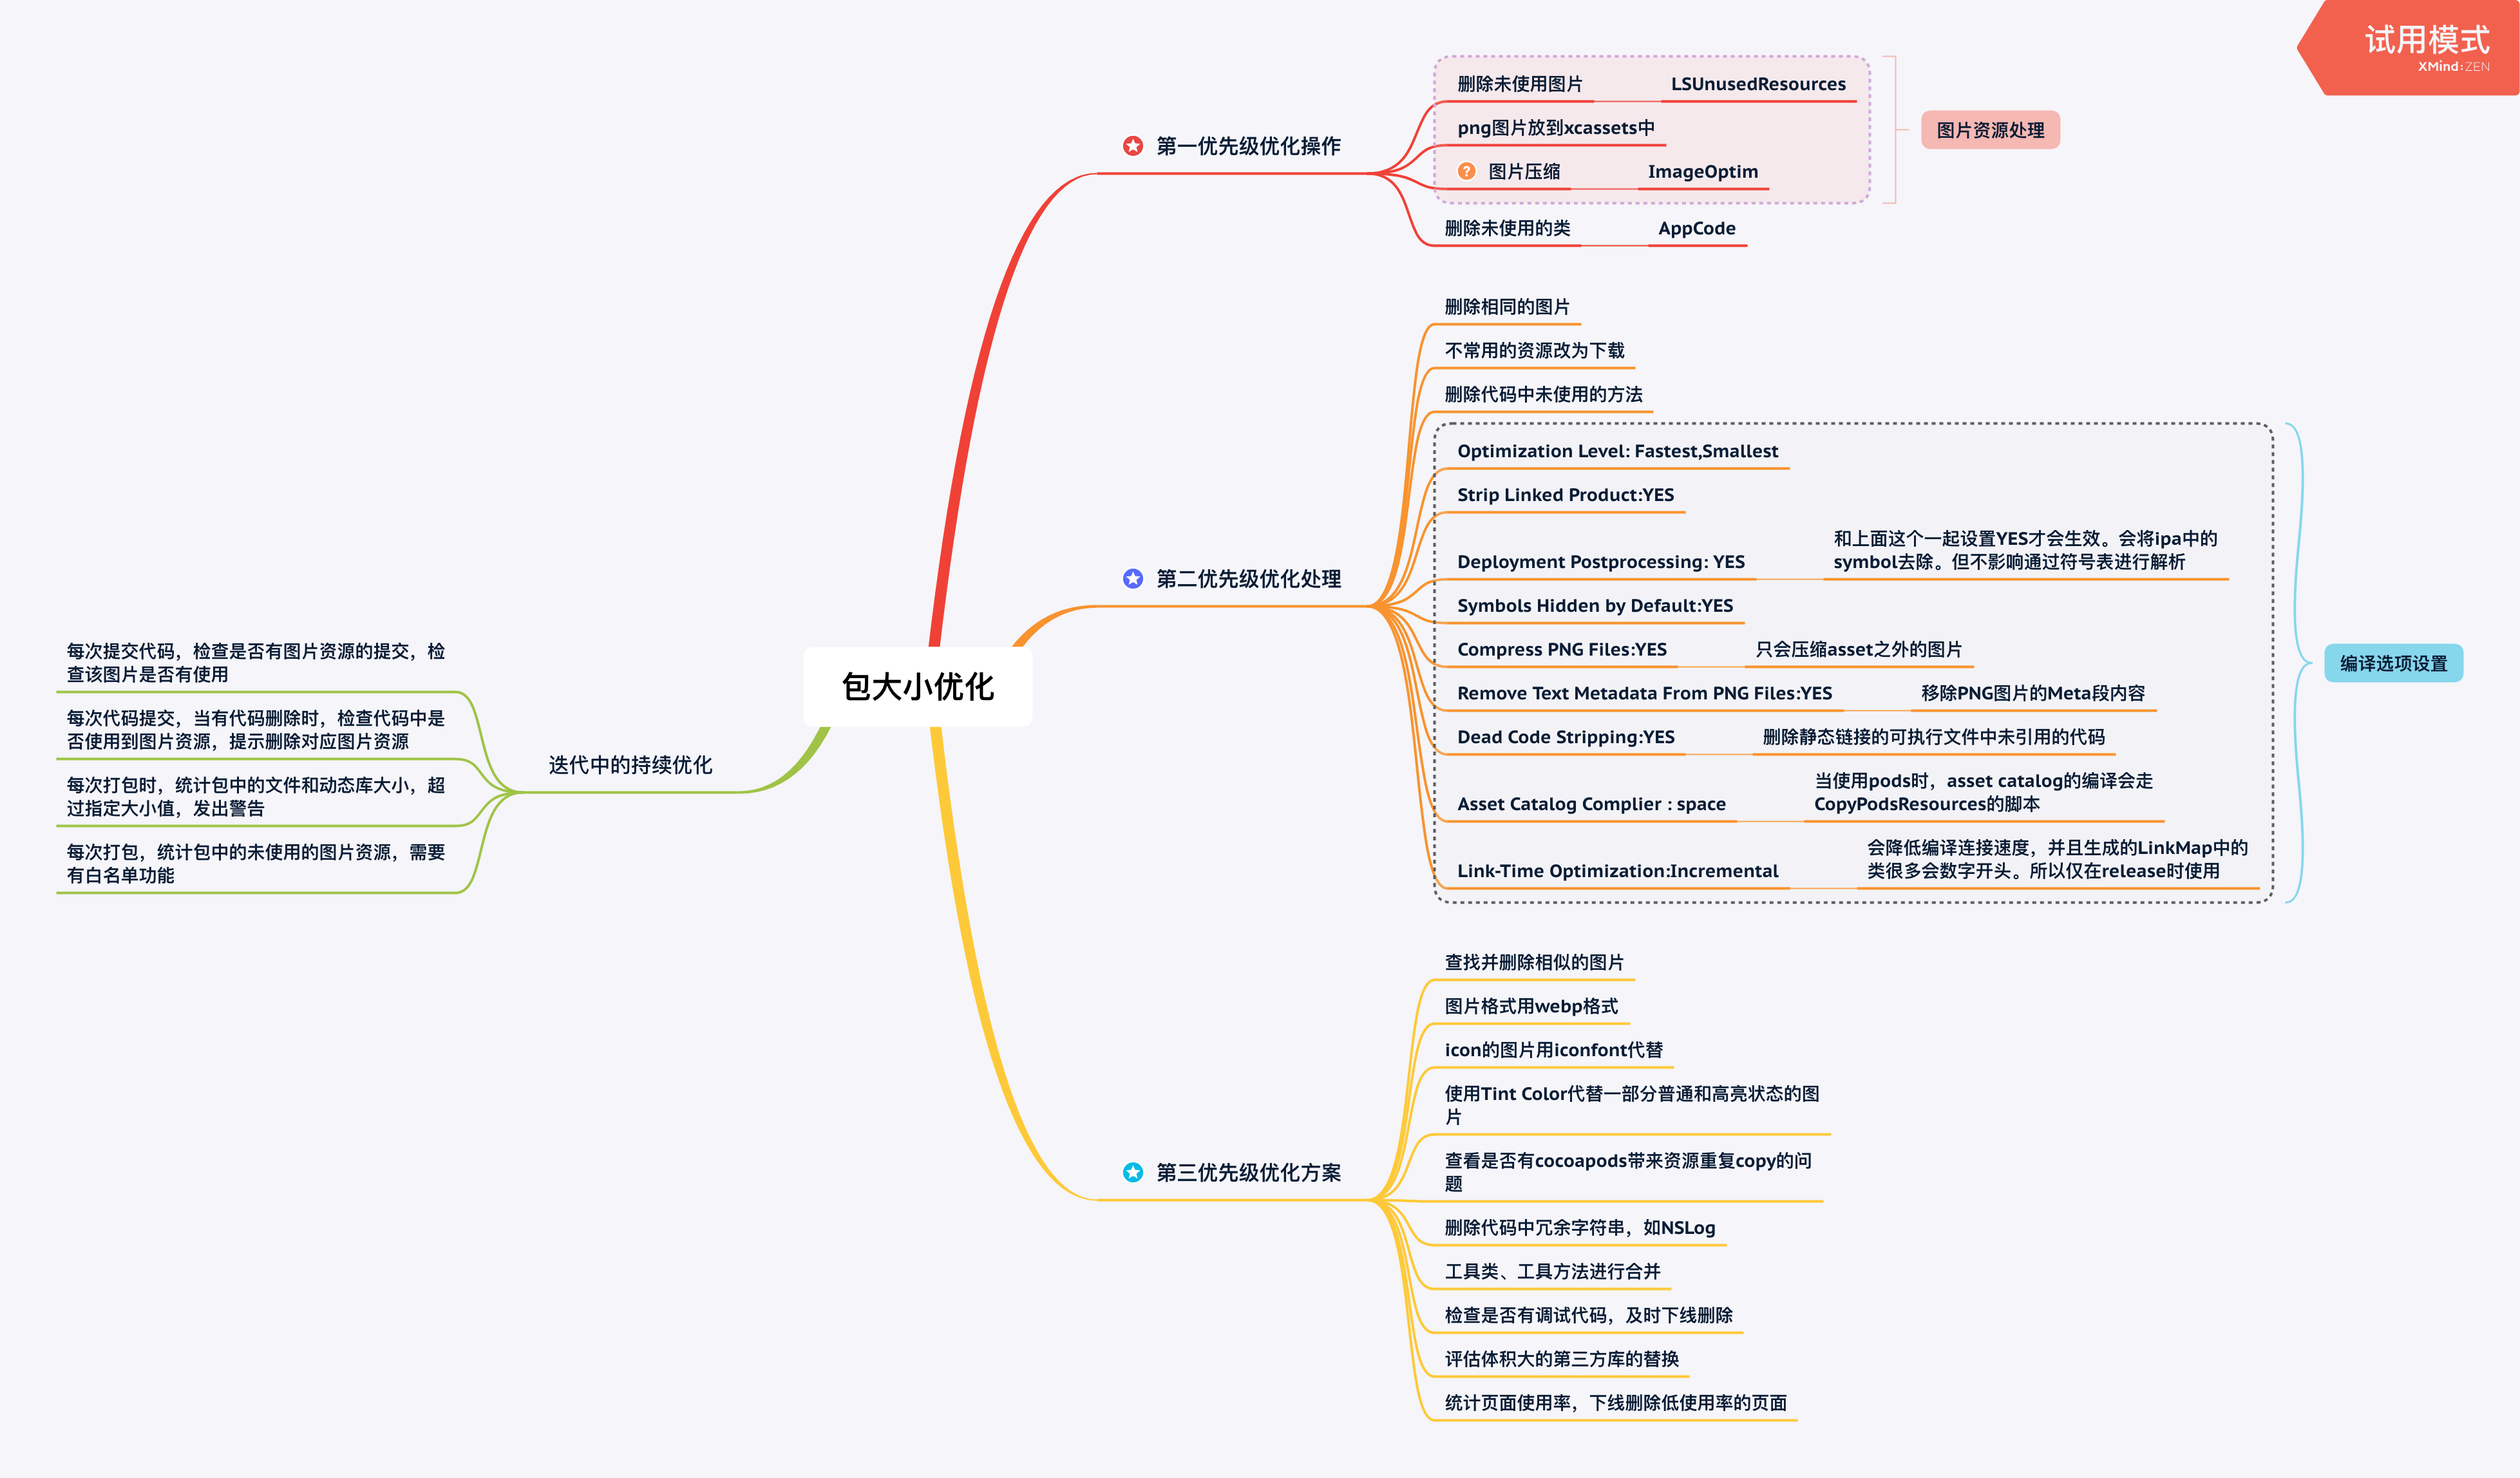 试用模式
XMind:ZEN
包大小优化
第一优先级优化操作
删除未使用图片
LSUnusedResources
png图片放到xcassets中
图片压缩
ImageOptim
图片资源处理
删除未使用的类
AppCode
第二优先级优化处理
删除相同的图片
不常用的资源改为下载
删除代码中未使用的方法
Optimization Level: Fastest,Smallest
Strip Linked Product:YES
Deployment Postprocessing: YES
和上面这个一起设置YES才会生效。会将ipa中的
symbol去除。但不影响通过符号表进行解析
Symbols Hidden by Default:YES
Compress PNG Files:YES
只会压缩asset之外的图片
Remove Text Metadata From PNG Files:YES
移除PNG图片的Meta段内容
Dead Code Stripping:YES
删除静态链接的可执行文件中未引用的代码
Asset Catalog Complier : space
当使用pods时，asset catalog的编译会走
CopyPodsResources的脚本
Link-Time Optimization:Incremental
会降低编译连接速度，并且生成的LinkMap中的
类很多会数字开头。所以仅在release时使用
编译选项设置
第三优先级优化方案
查找并删除相似的图片
图片格式用webp格式
icon的图片用iconfont代替
使用Tint Color代替一部分普通和高亮状态的图
片
查看是否有cocoapods带来资源重复copy的问
题
删除代码中冗余字符串，如NSLog
工具类、工具方法进行合并
检查是否有调试代码，及时下线删除
评估体积大的第三方库的替换
统计页面使用率，下线删除低使用率的页面
迭代中的持续优化
每次提交代码，检查是否有图片资源的提交，检
查该图片是否有使用
每次代码提交，当有代码删除时，检查代码中是
否使用到图片资源，提示删除对应图片资源
每次打包时，统计包中的文件和动态库大小，超
过指定大小值，发出警告
每次打包，统计包中的未使用的图片资源，需要
有白名单功能